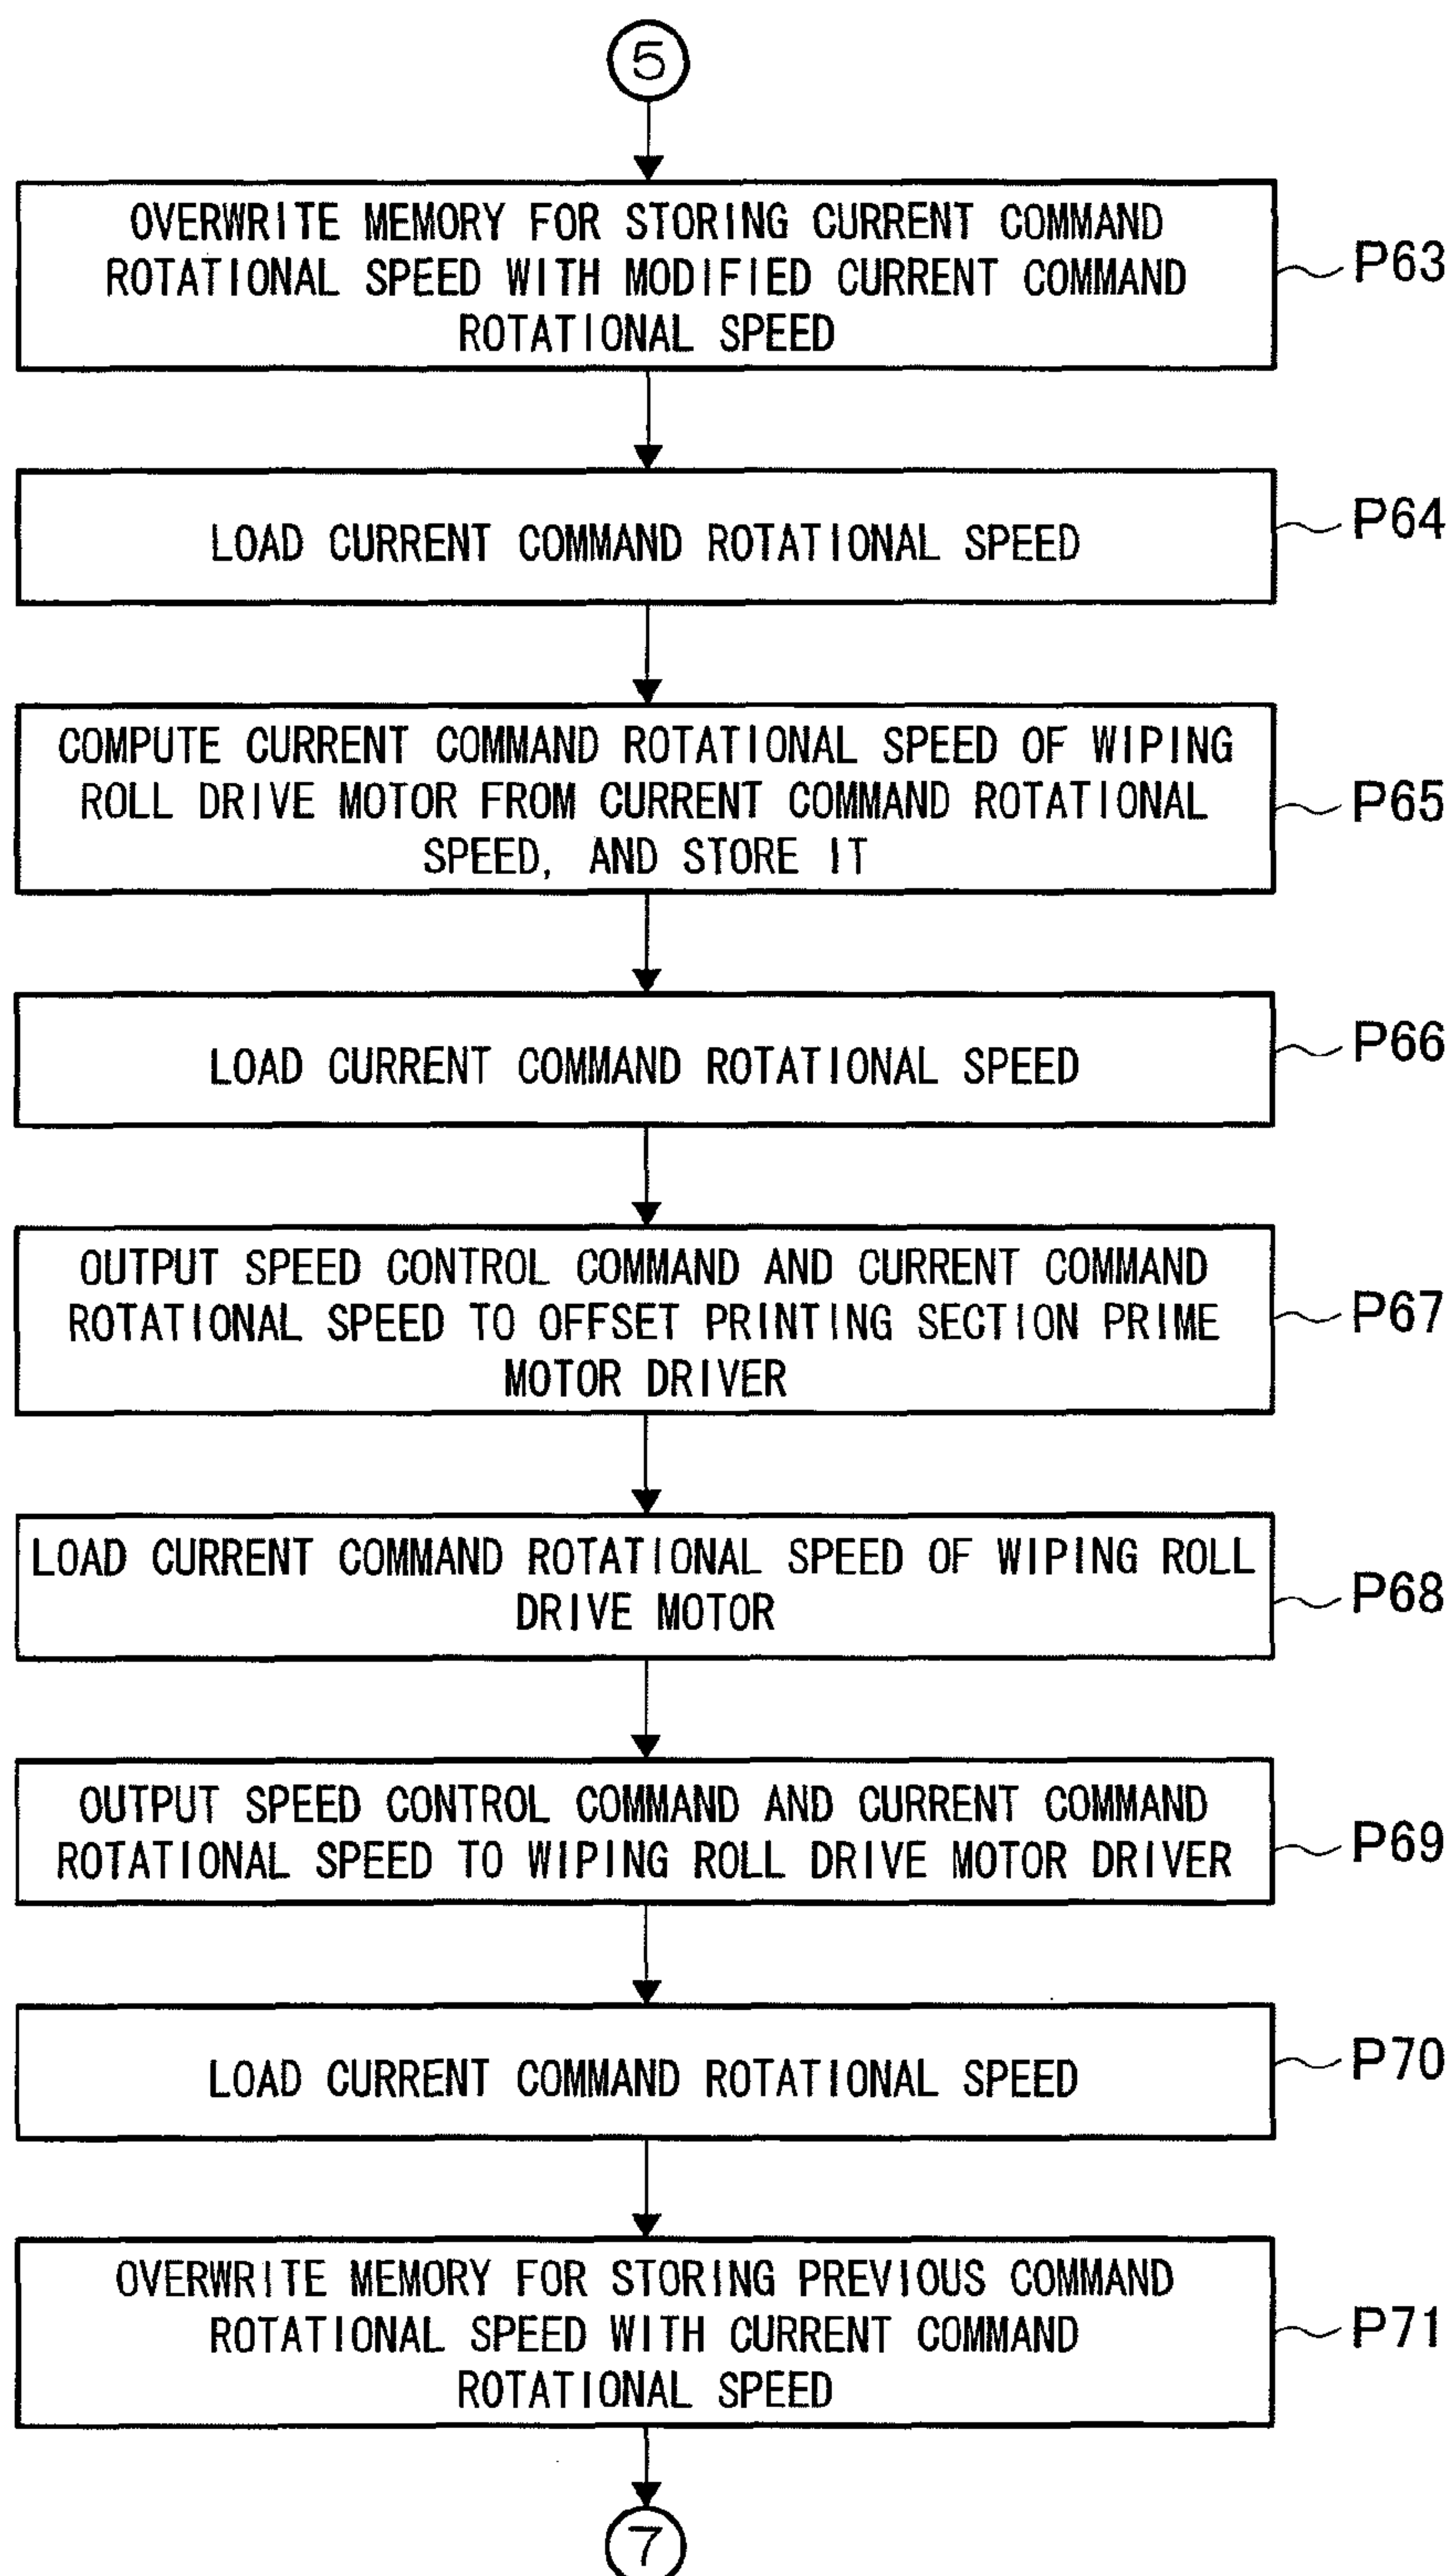 5
OVERWRITE MEMORY FOR STORING CURRENT COMMAND
ROTATIONAL SPEED WITH MODIFIED CURRENT COMMAND
ROTATIONAL SPEED
P63
LOAD CURRENT COMMAND ROTATIONAL SPEED
P64
COMPUTE CURRENT COMMAND ROTATIONAL SPEED OF WIPING
ROLL DRIVE MOTOR FROM CURRENT COMMAND ROTATIONAL
SPEED, AND STORE IT
P65
LOAD CURRENT COMMAND ROTATIONAL SPEED
P66
OUTPUT SPEED CONTROL COMMAND AND CURRENT COMMAND
ROTATIONAL SPEED TO OFFSET PRINTING SECTION PRIME
MOTOR DRIVER
P67
LOAD CURRENT COMMAND ROTATIONAL SPEED OF WIPING ROLL
DRIVE MOTOR
P68
OUTPUT SPEED CONTROL COMMAND AND CURRENT COMMAND
ROTATIONAL SPEED TO WIPING ROLL DRIVE MOTOR DRIVER
P69
LOAD CURRENT COMMAND ROTATIONAL SPEED
P70
OVERWRITE MEMORY FOR STORING PREVIOUS COMMAND
ROTATIONAL SPEED WITH CURRENT COMMAND
ROTATIONAL SPEED
P71
7